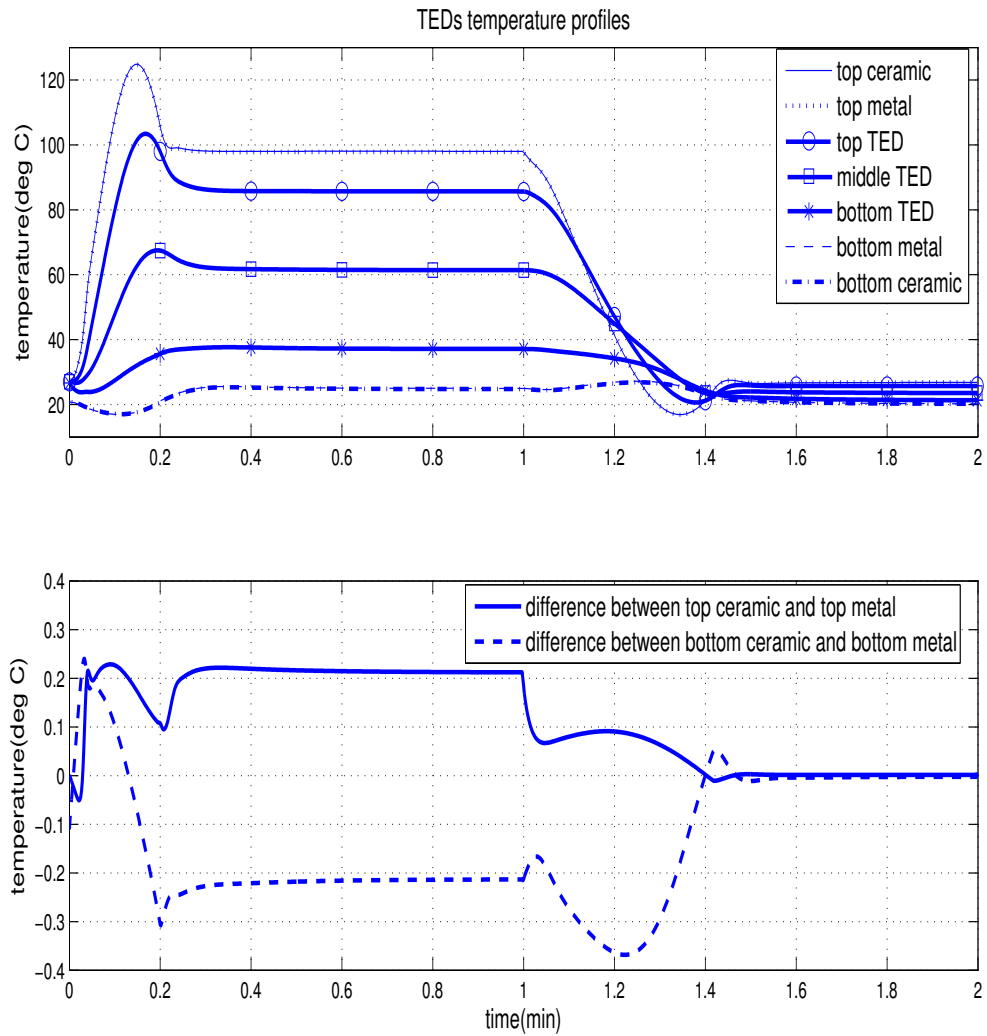 TEDs temperature profiles
temperature(deg C)
120
100
80
60
40
20
0
0.2
0.4
0.6
0.8
1
1.2
1.4
1.6
1.8
2
top ceramic
top metal
top TED
middle TED
bottom TED
bottom metal
bottom ceramic
temperature(deg C)
0.4
0.3
0.2
0.1
0
−0.1
−0.2
−0.3
−0.4
difference between top ceramic and top metal
difference between bottom ceramic and bottom metal
0
0.2
0.4
0.6
0.8
1
1.2
1.4
1.6
1.8
2
time(min)